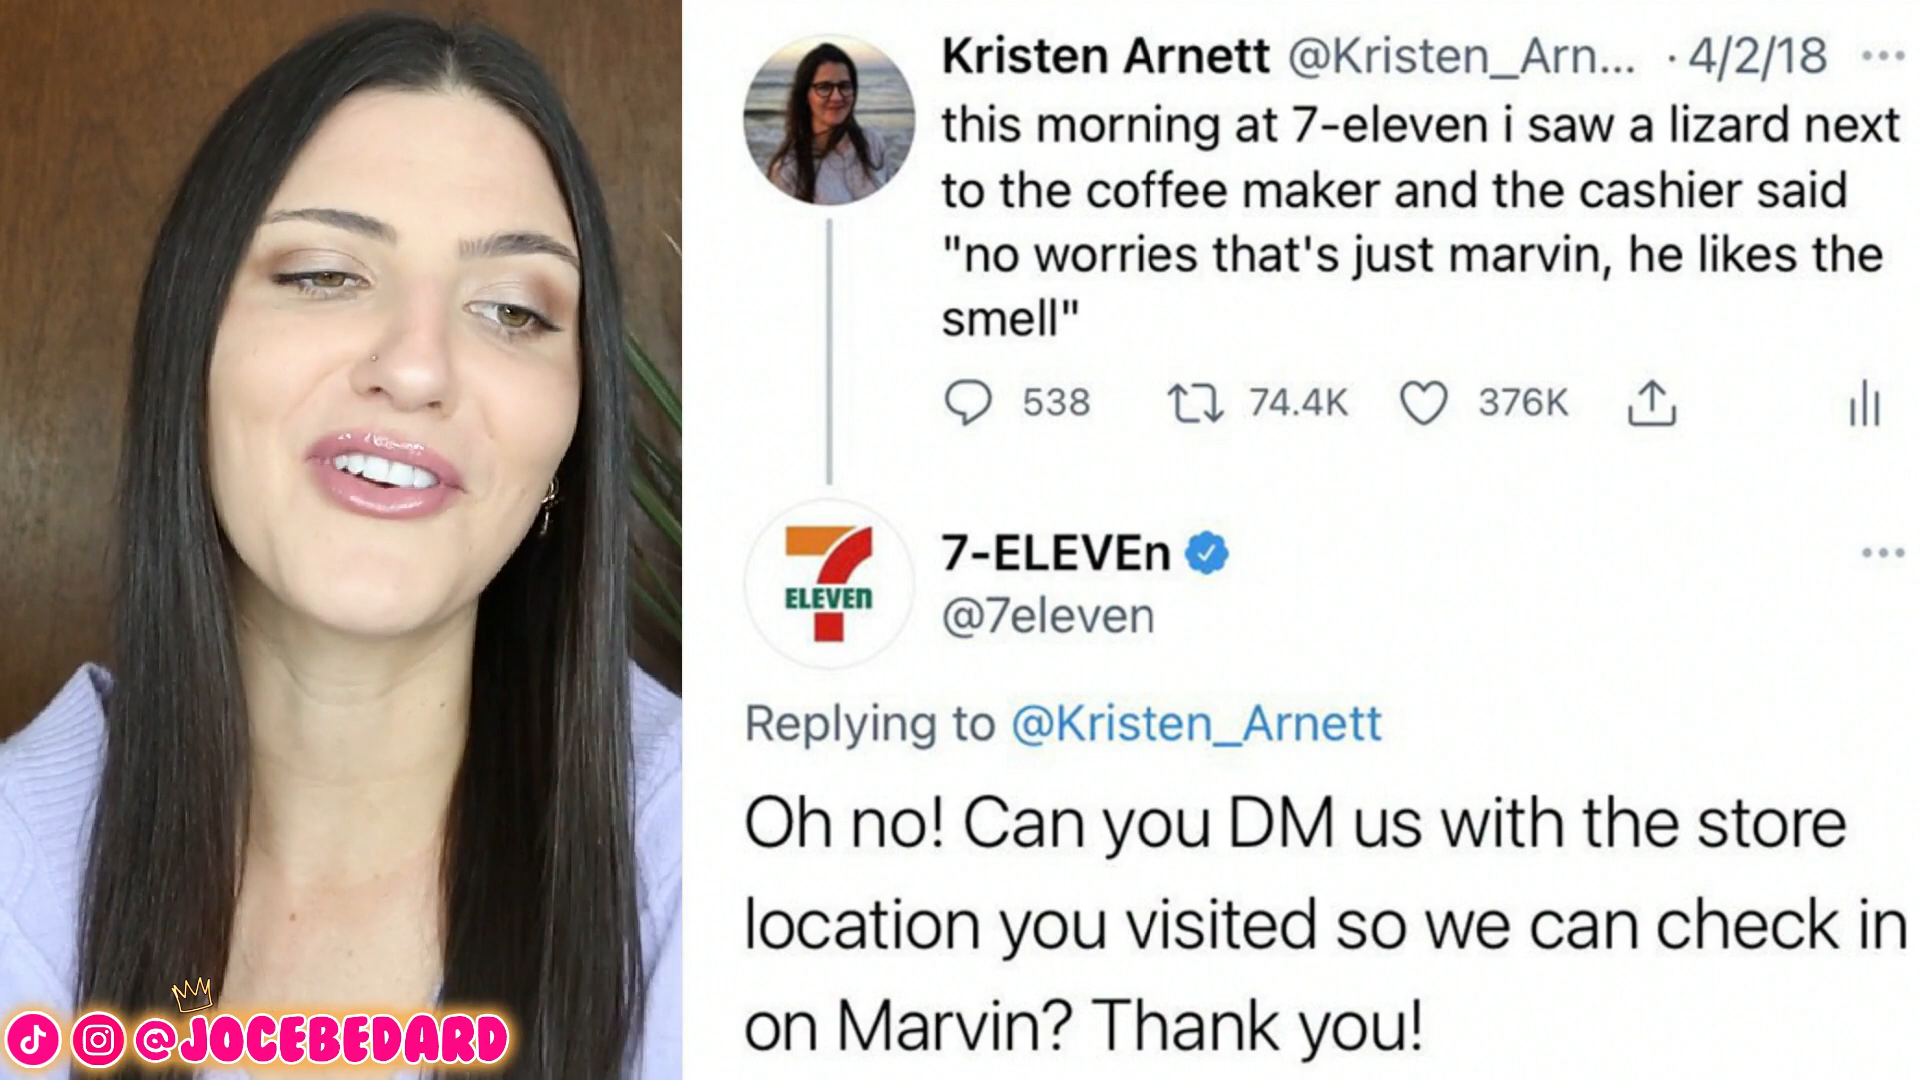 Kristen Arnett @Kristen_Arn... · 4/2/18
this morning at 7-eleven i saw a lizard next
to the coffee maker and the cashier said
"no worries that's just marvin, he likes the
smell"
538 74.4K 376K
7-ELEVEn
@7eleven
7
ELEVEn
Replying to @Kristen_Arnett
Oh no! Can you DM us with the store
location you visited so we can check in
on Marvin? Thank you!
@JOCEBEDARD